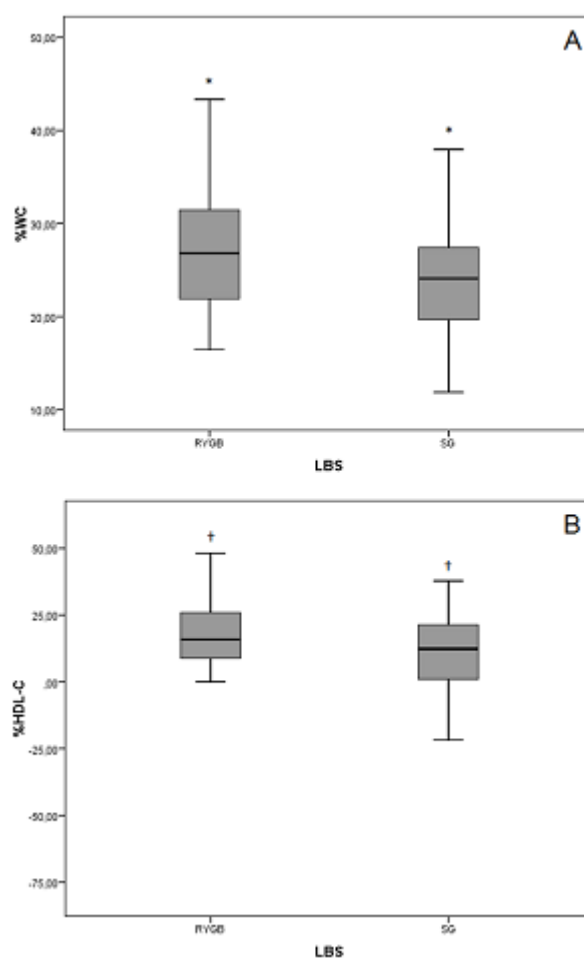 A
50,00
*
*
40,00
30,00
%WC
20,00
10,00
RYGB
SG
LBS
B
†
50,00
†
25,00
,00
%HDL-C
-25,00
-50,00
-75,00
RYGB
SG
LBS